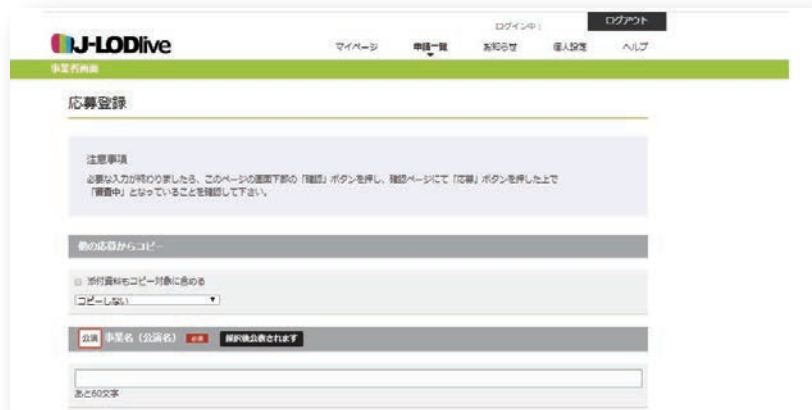 ログイン中：
ログアウト
J-LODlive
マイページ
申請一覧
お知らせ
個人設定
ヘルプ
事業者画面
応募登録
注意事項
必要な入力が終わりましたら、このページの画面下部の「確認」ボタンを押し、確認ページにて「応募」ボタンを押した上で
「審査中」となっていることを確認して下さい。
他の応募からコピー
添付資料もコピー対象に含める
コピーしない
公演 事業名（公演名） 必須 採択後公表されます
あと60文字